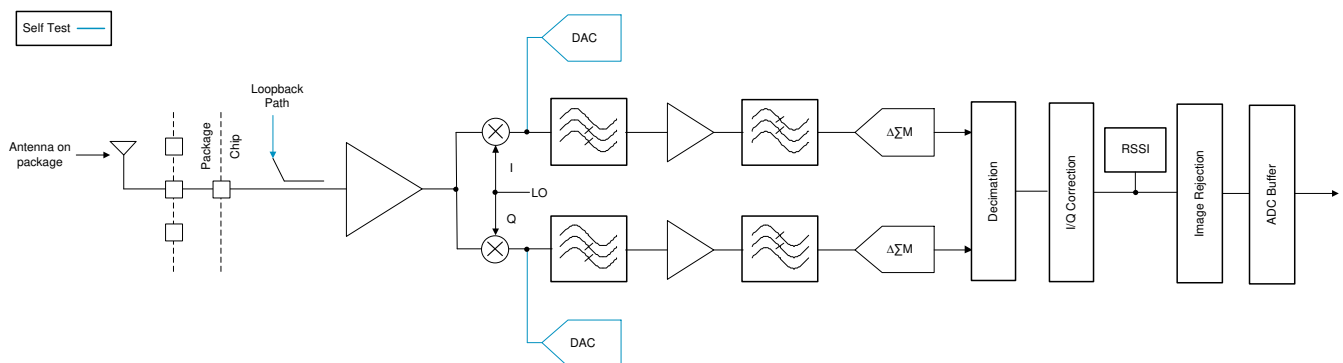 Self Test
DAC
Loopback
Path
Antenna on
package
Package
Chip
I
LO
Q
ΔΣM
ΔΣM
DAC
Decimation
I/Q Correction
RSSI
Image Rejection
ADC Buffer